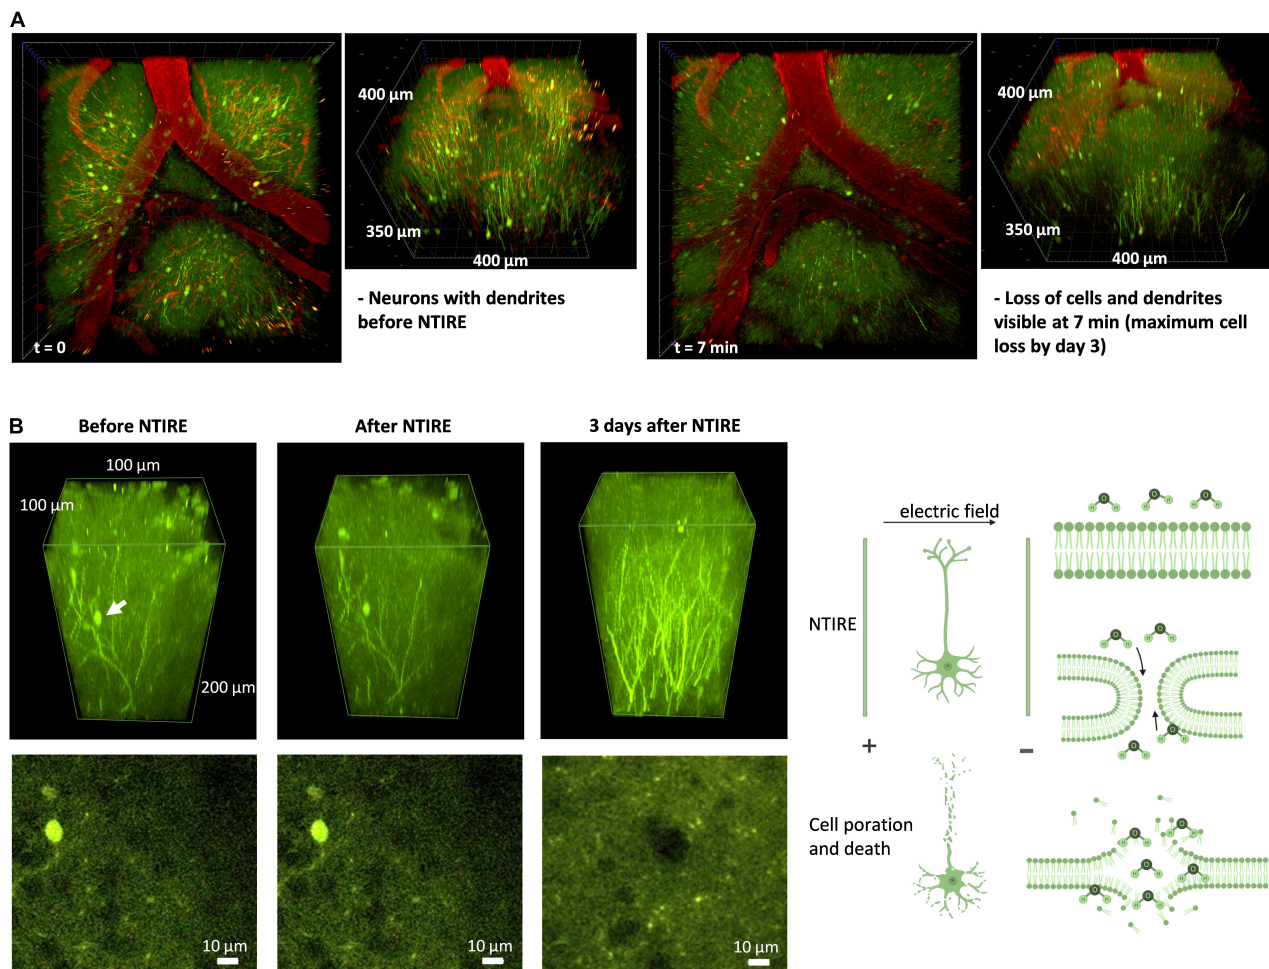 A
400 µm
350 µm
400 µm
t = 0
- Neurons with dendrites
before NTIRE
400 µm
350 µm
400 µm
t = 7 min
- Loss of cells and dendrites
visible at 7 min (maximum cell
loss by day 3)
B
Before NTIRE
After NTIRE
3 days after NTIRE
100 µm
100 µm
200 µm
10 µm
10 µm
10 µm
electric field
NTIRE
+
–
Cell poration
and death
O
H
H
O
H
H
O
H
H
O
H
H
O
H
H
O
H
H
O
H
H
O
H
H
O
H
H
O
H
H
O
H
H
O
H
H
O
H
H